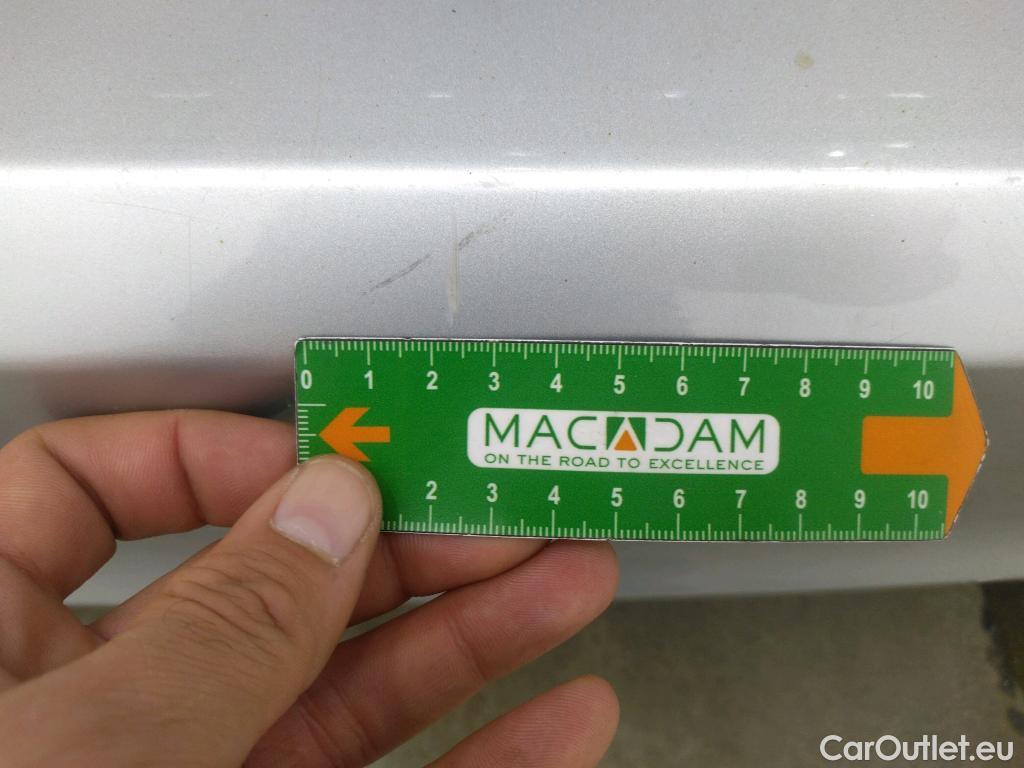 0 1 2 3 4 5 6 7 8 9 10
MACADAM
ON THE ROAD TO EXCELLENCE
2 3 4 5 6 7 8 9 10
CarOutlet.eu